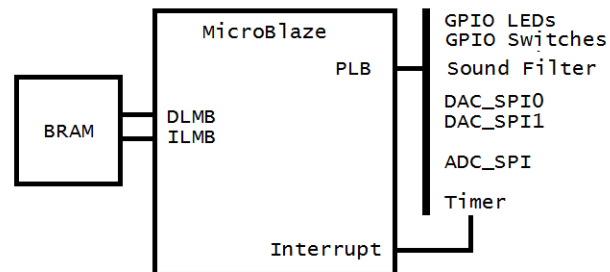 MicroBlaze
PLB
BRAM
DLMB
ILMB
Interrupt
GPIO LEDs
GPIO Switches
Sound Filter
DAC_SPI0
DAC_SPI1
ADC_SPI
Timer